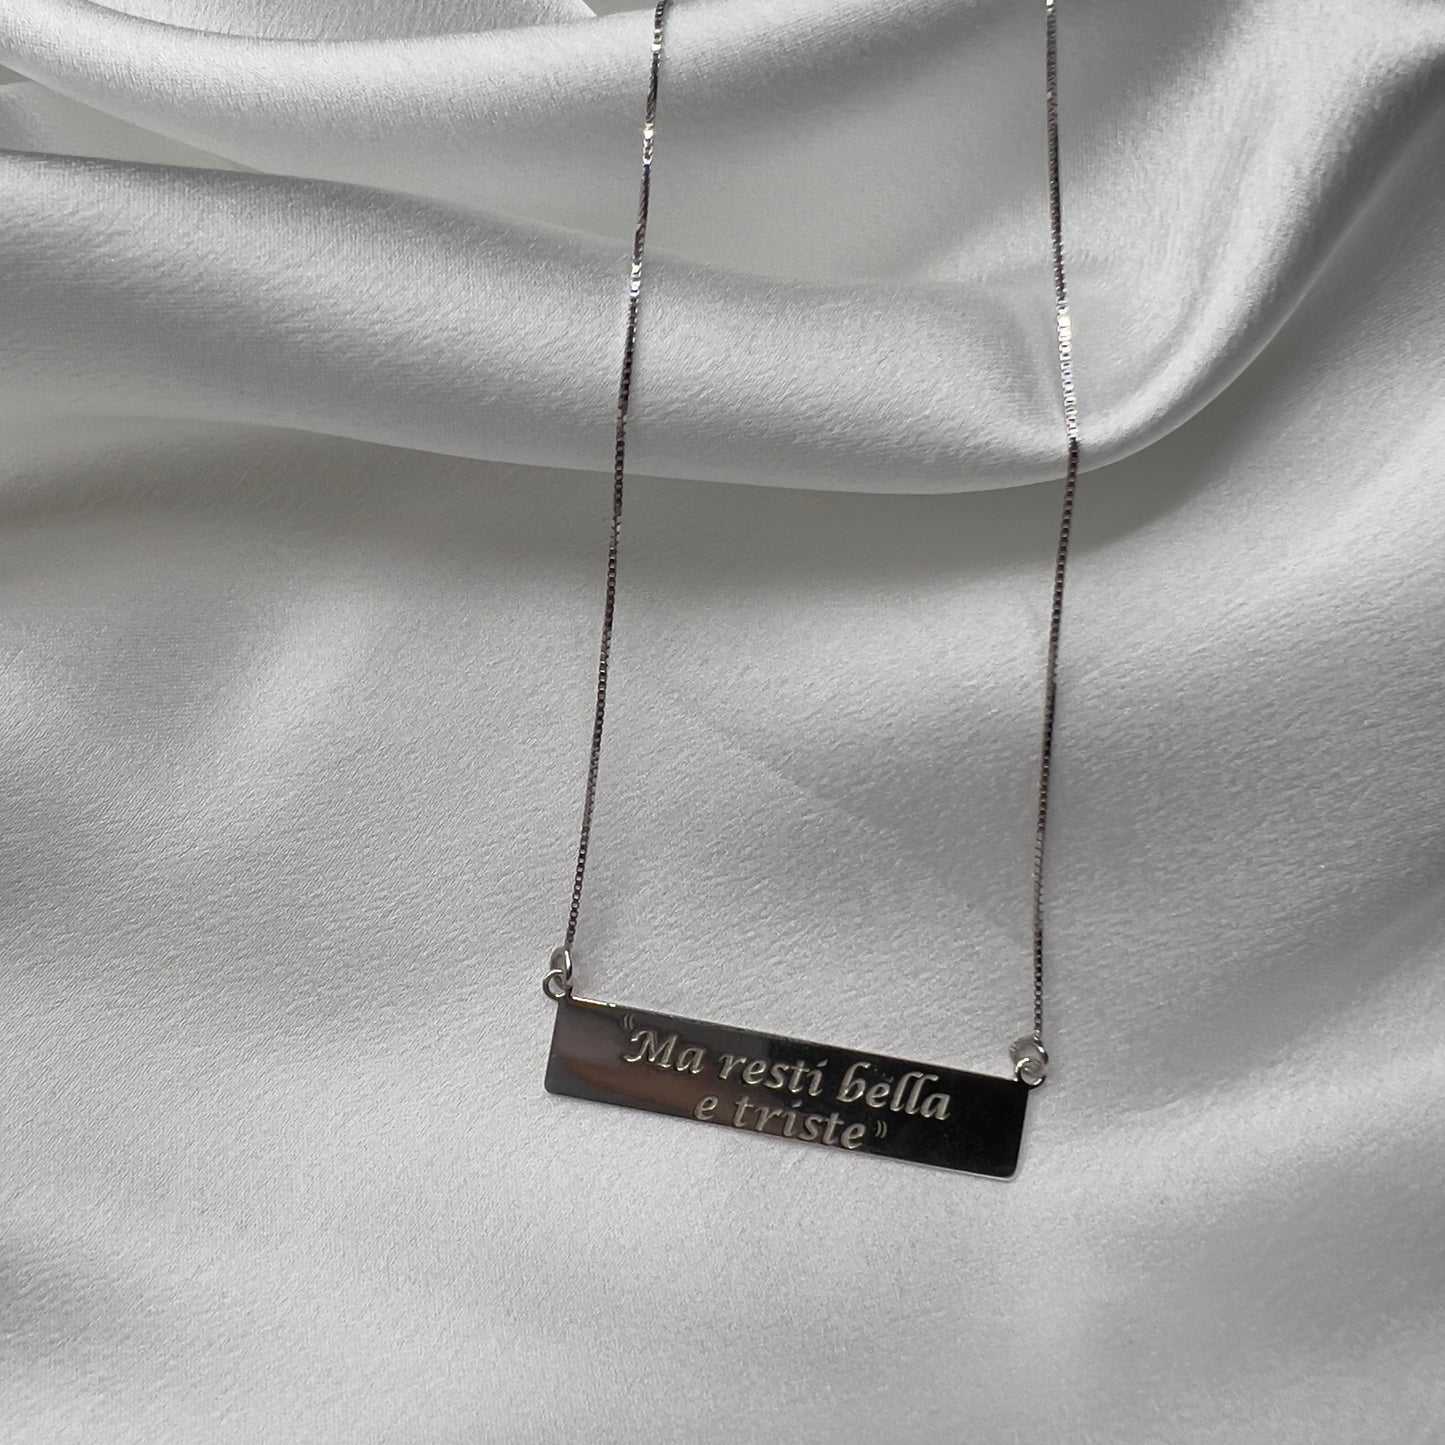 "Ma resti bella
e triste"